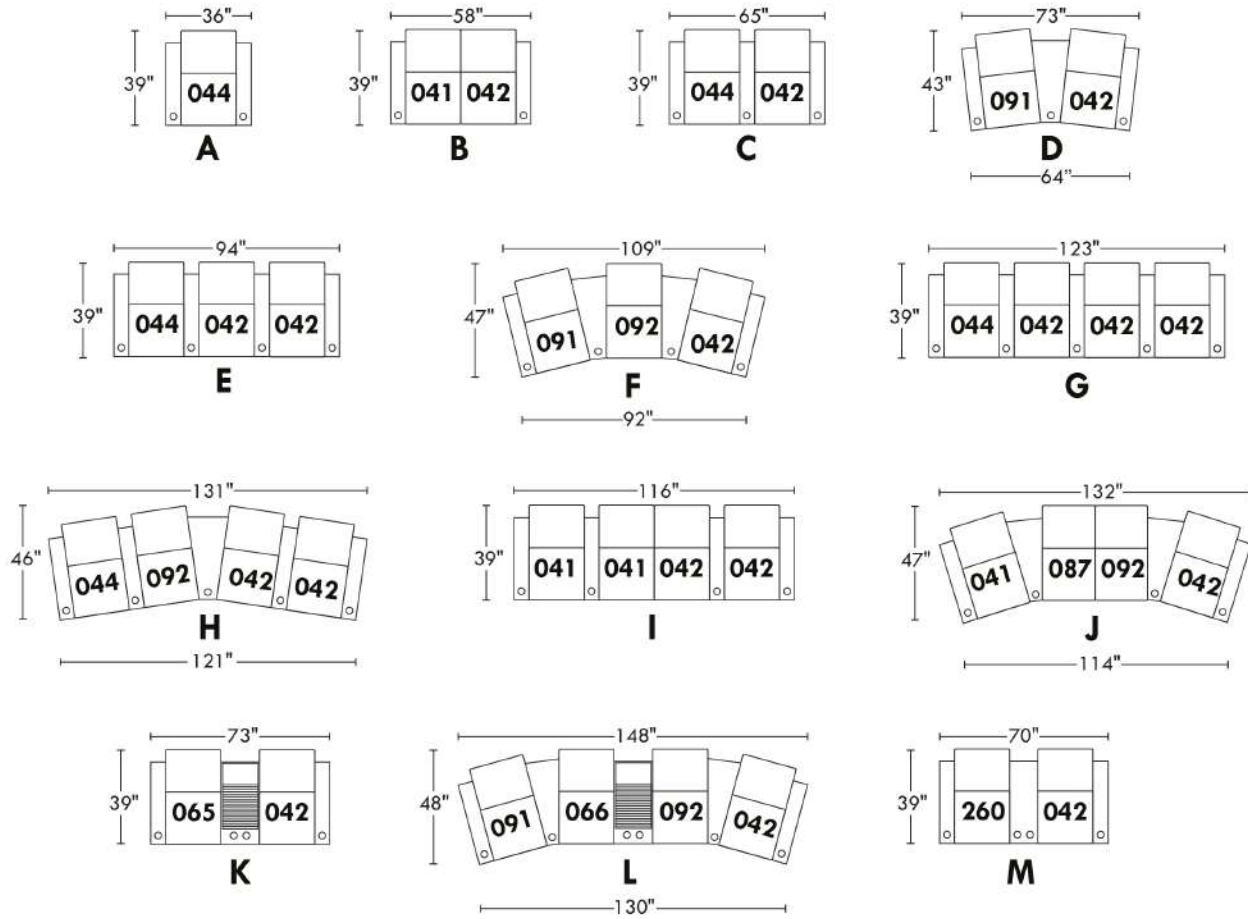 36" 58" 65" 73"
39" 39" 39" 43"
044 041 042 044 042 091 042
A B C D
64”
94" 109" 123"
39" 47" 39"
044 042 042 091 092 042 044 042 042 042
E F G
92"
131" 116" 132"
46" 39" 47"
044 092 042 042 041 041 042 042 041 087 092 042
H I J
121" 114"
73" 148" 70"
39" 48" 39"
065 042 091 066 092 042 260 042
K L M
130"